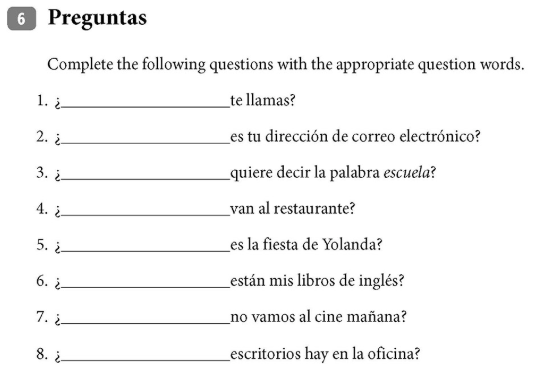 6 Preguntas
Complete the following questions with the appropriate question words.
1. ¿____________________te llamas?
2. ¿____________________es tu dirección de correo electrónico?
3. ¿____________________quiere decir la palabra escuela?
4. ¿____________________van al restaurante?
5. ¿____________________es la fiesta de Yolanda?
6. ¿____________________están mis libros de inglés?
7. ¿____________________no vamos al cine mañana?
8. ¿____________________escritorios hay en la oficina?